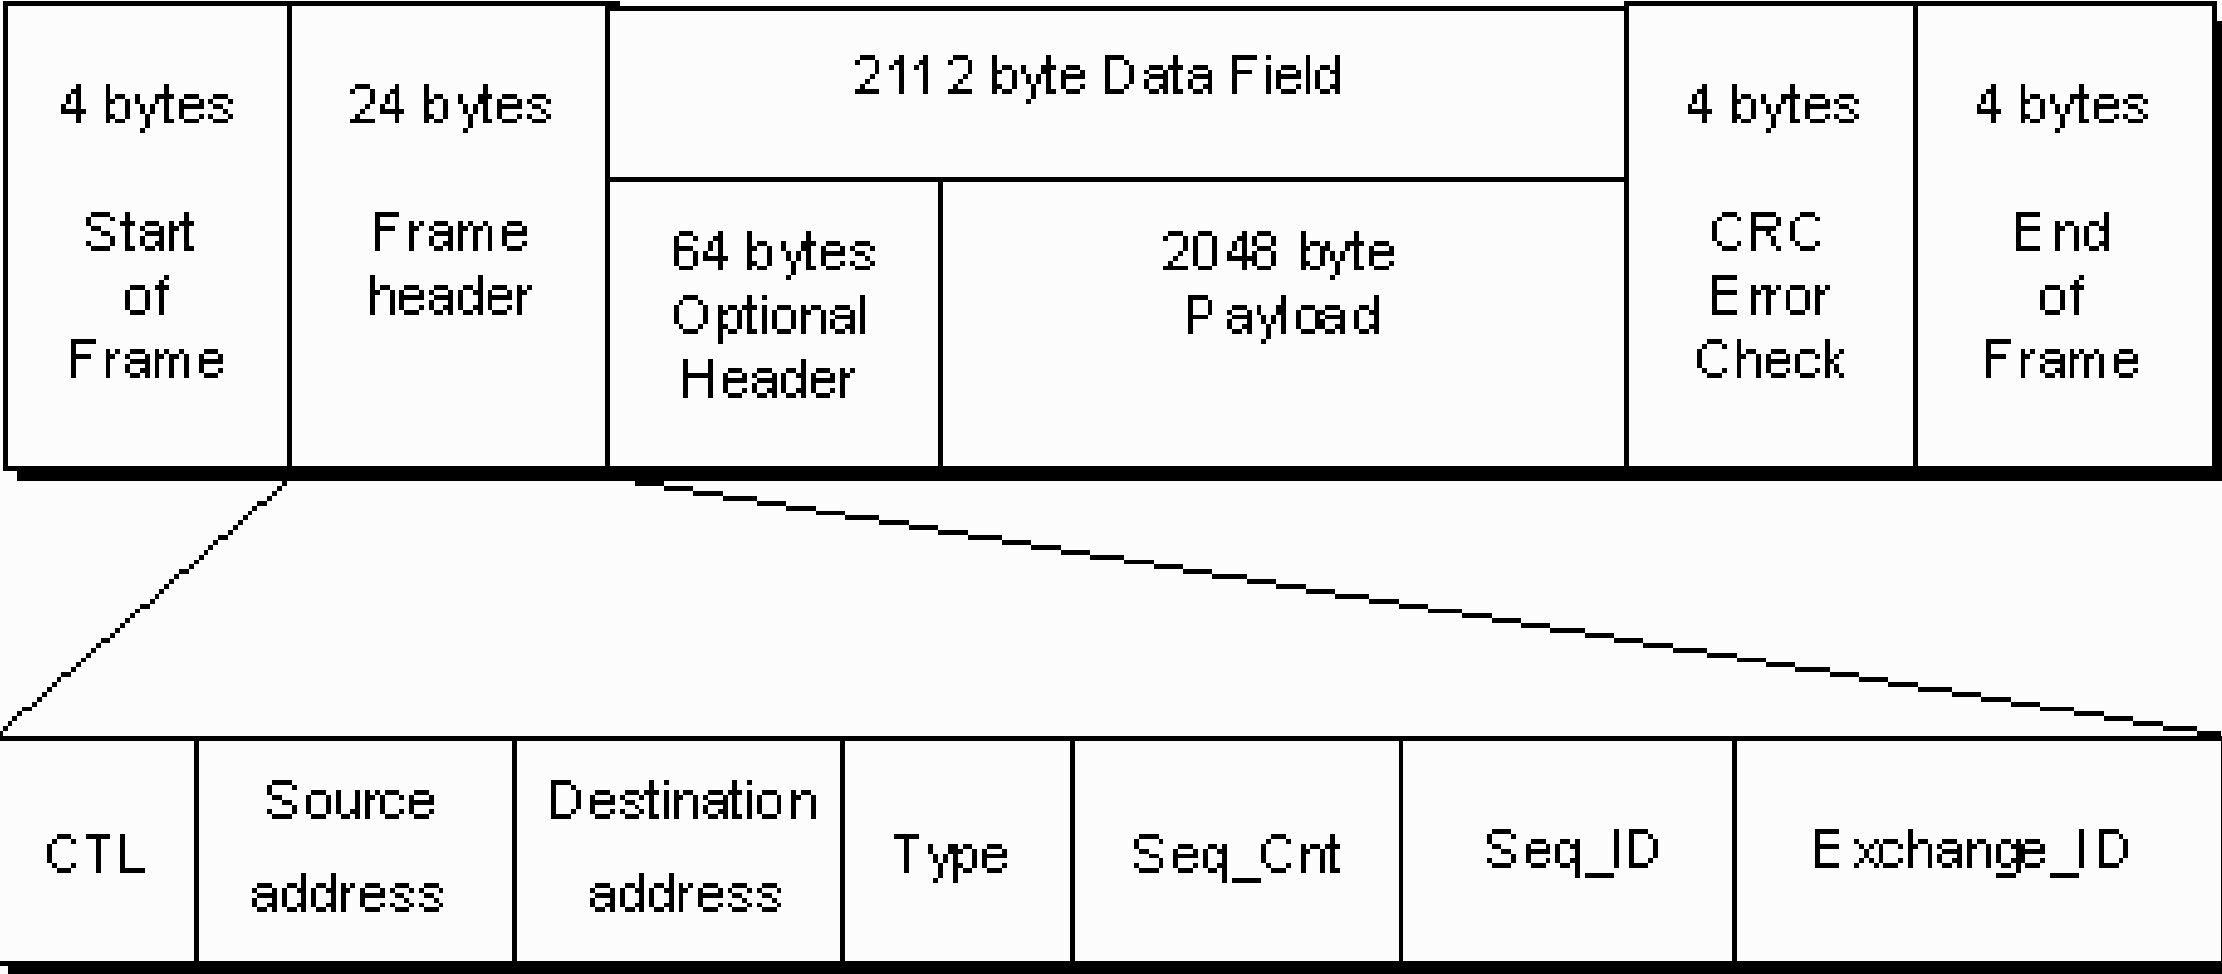 4 bytes
Start
of
Frame
24 bytes
Frame
header
2112 byte Data Field
64 bytes
Optional
Header
2048 byte
Payload
4 bytes
CRC
Error
Check
4 bytes
End
of
Frame
CTL
Source
address
Destination
address
Type
Seq_Cnt
Seq_ID
Exchange_ID